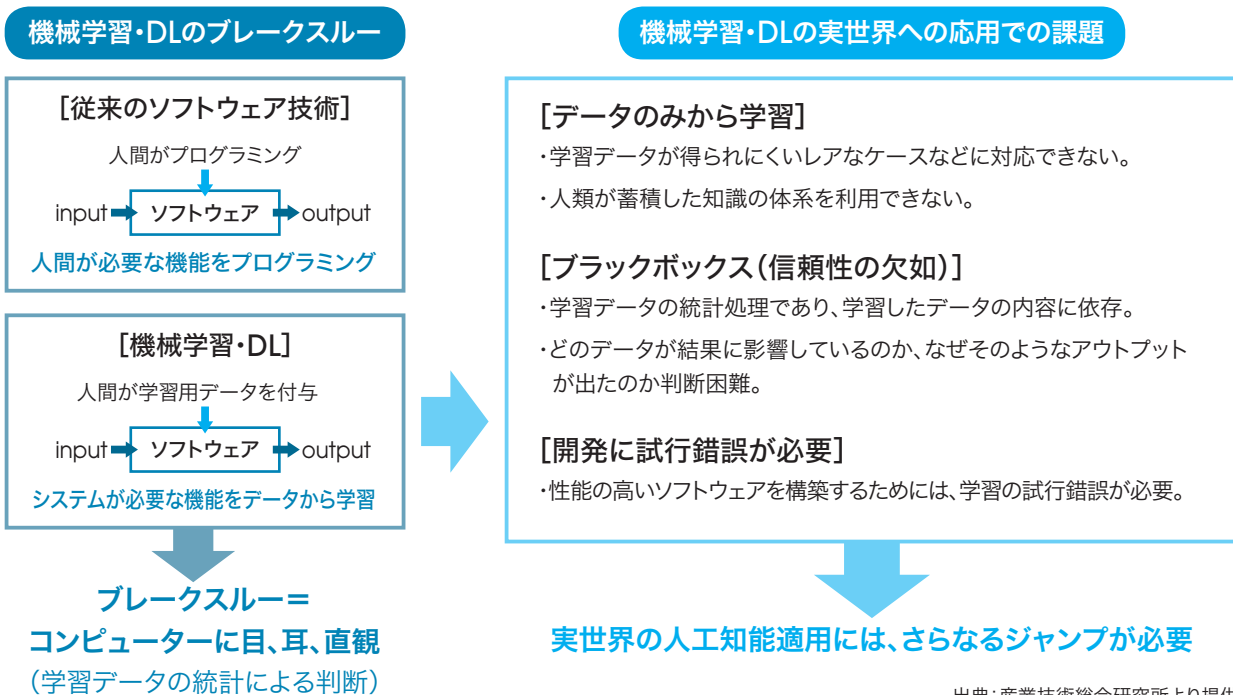 機械学習・DLのブレークスルー
[従来のソフトウェア技術]
人間がプログラミング
input ソフトウェア output
人間が必要な機能をプログラミング
[機械学習・DL]
人間が学習用データを付与
input ソフトウェア output
システムが必要な機能をデータから学習
ブレークスルー＝
コンピューターに目、耳、直観
（学習データの統計による判断）
機械学習・DLの実世界への応用での課題
[データのみから学習]
・学習データが得られにくいレアなケースなどに対応できない。
・人類が蓄積した知識の体系を利用できない。
[ブラックボックス（信頼性の欠如）]
・学習データの統計処理であり、学習したデータの内容に依存。
・どのデータが結果に影響しているのか、なぜそのようなアウトプット
が出たのか判断困難。
[開発に試行錯誤が必要]
・性能の高いソフトウェアを構築するためには、学習の試行錯誤が必要。
実世界の人工知能適用には、さらなるジャンプが必要
出典：産業技術総合研究所より提供